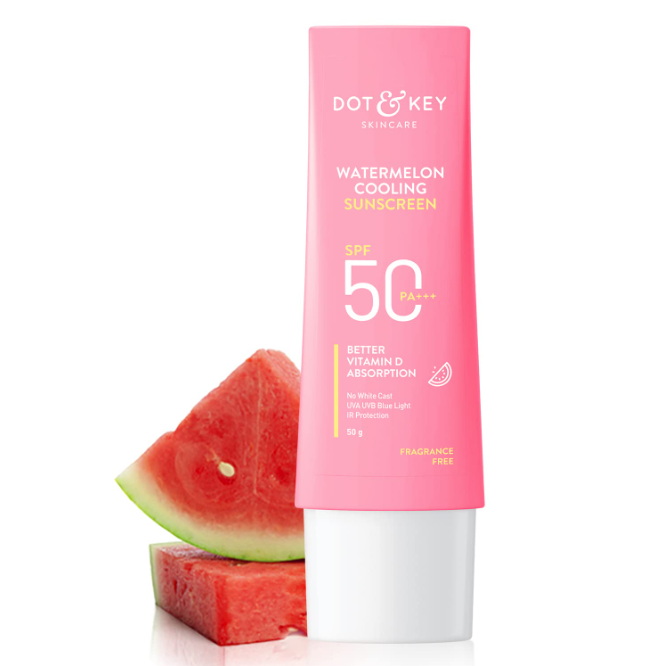 DOT & KEY
SKINCARE
WATERMELON
COOLING
SUNSCREEN
SPF
50
PA+++
BETTER
VITAMIN D
ABSORPTION
No White Cast
UVA UVB Blue Light
IR Protection
50 g
FRAGRANCE
FREE